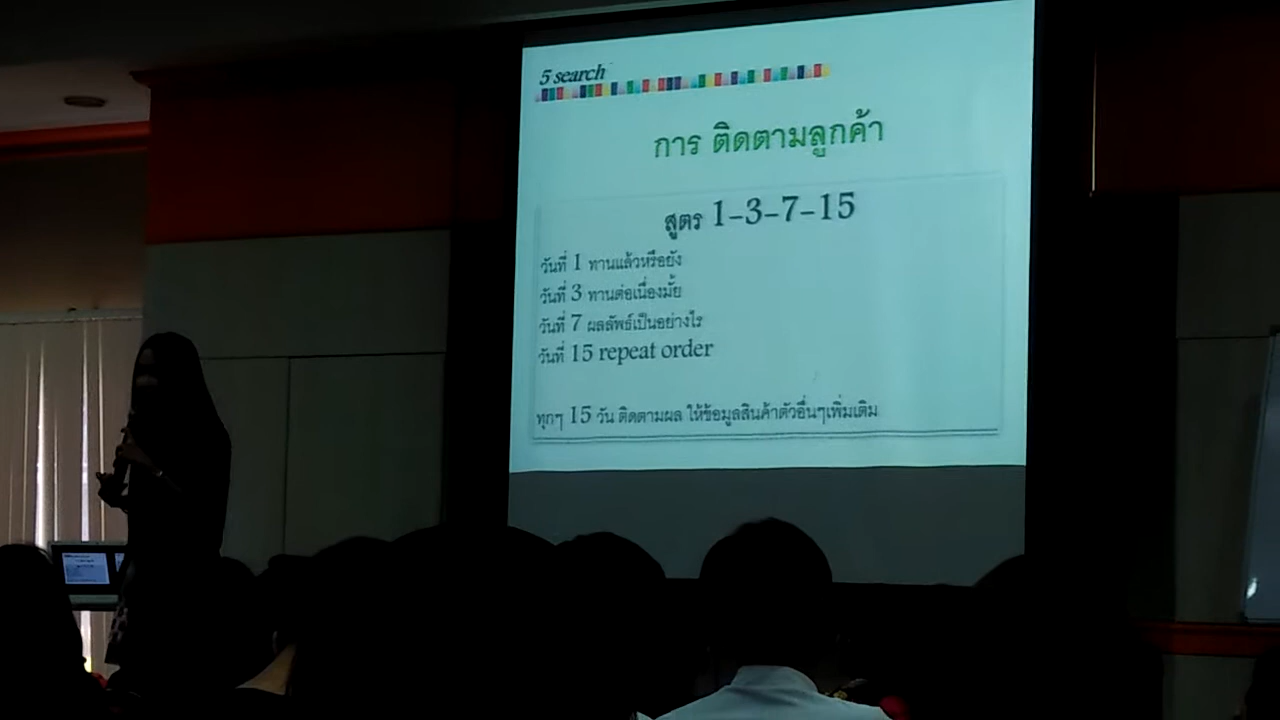 5 search
การ ติดตามลูกค้า
สูตร 1-3-7-15
วันที่ 1 ทานแล้วหรือยัง
วันที่ 3 ทานต่อเนื่องมั้ย
วันที่ 7 ผลลัพธ์เป็นอย่างไร
วันที่ 15 repeat order
ทุกๆ 15 วัน ติดตามผล ให้ข้อมูลสินค้าตัวอื่นๆเพิ่มเติม